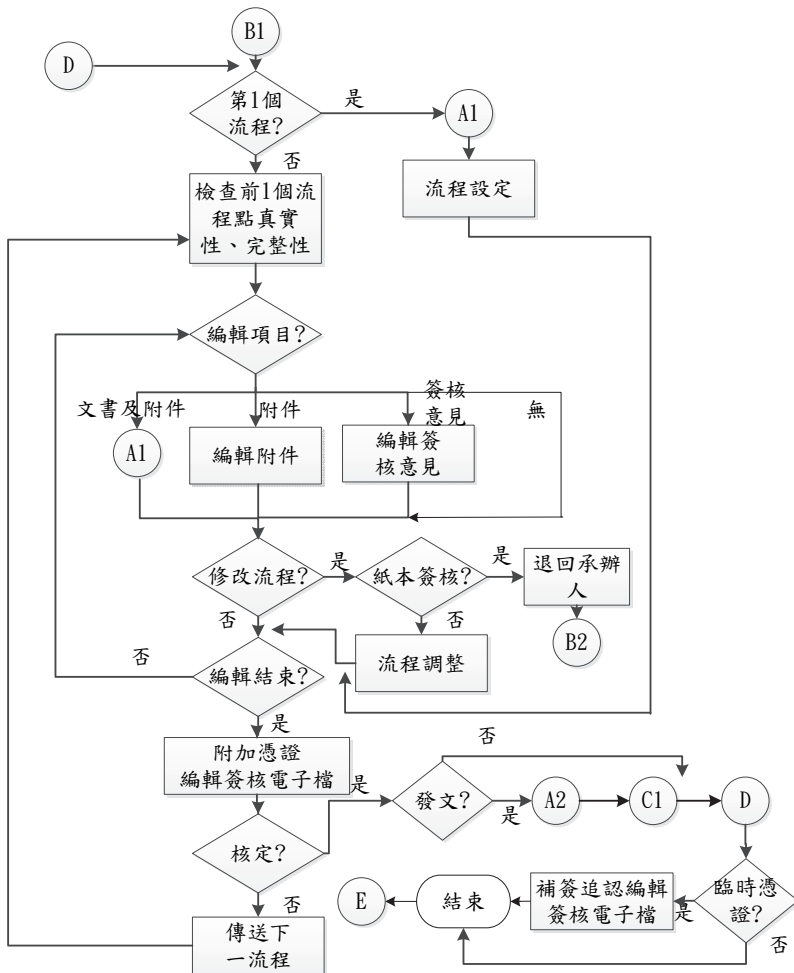 B1
D
第1個
流程?
是
A1
否
檢查前1個流
程點真實
性、完整性
流程設定
編輯項目?
文書及附件
附件
簽核
意見
無
A1
編輯附件
編輯簽
核意見
修改流程?
是
紙本簽核?
是
退回承辦
人
否
否
B2
流程調整
否
編輯結束?
是
附加憑證
編輯簽核電子檔
否
是
發文?
是
A2
C1
D
核定?
否
傳送下
一流程
E
結束
補簽追認編輯
簽核電子檔
是
臨時憑
證?
否